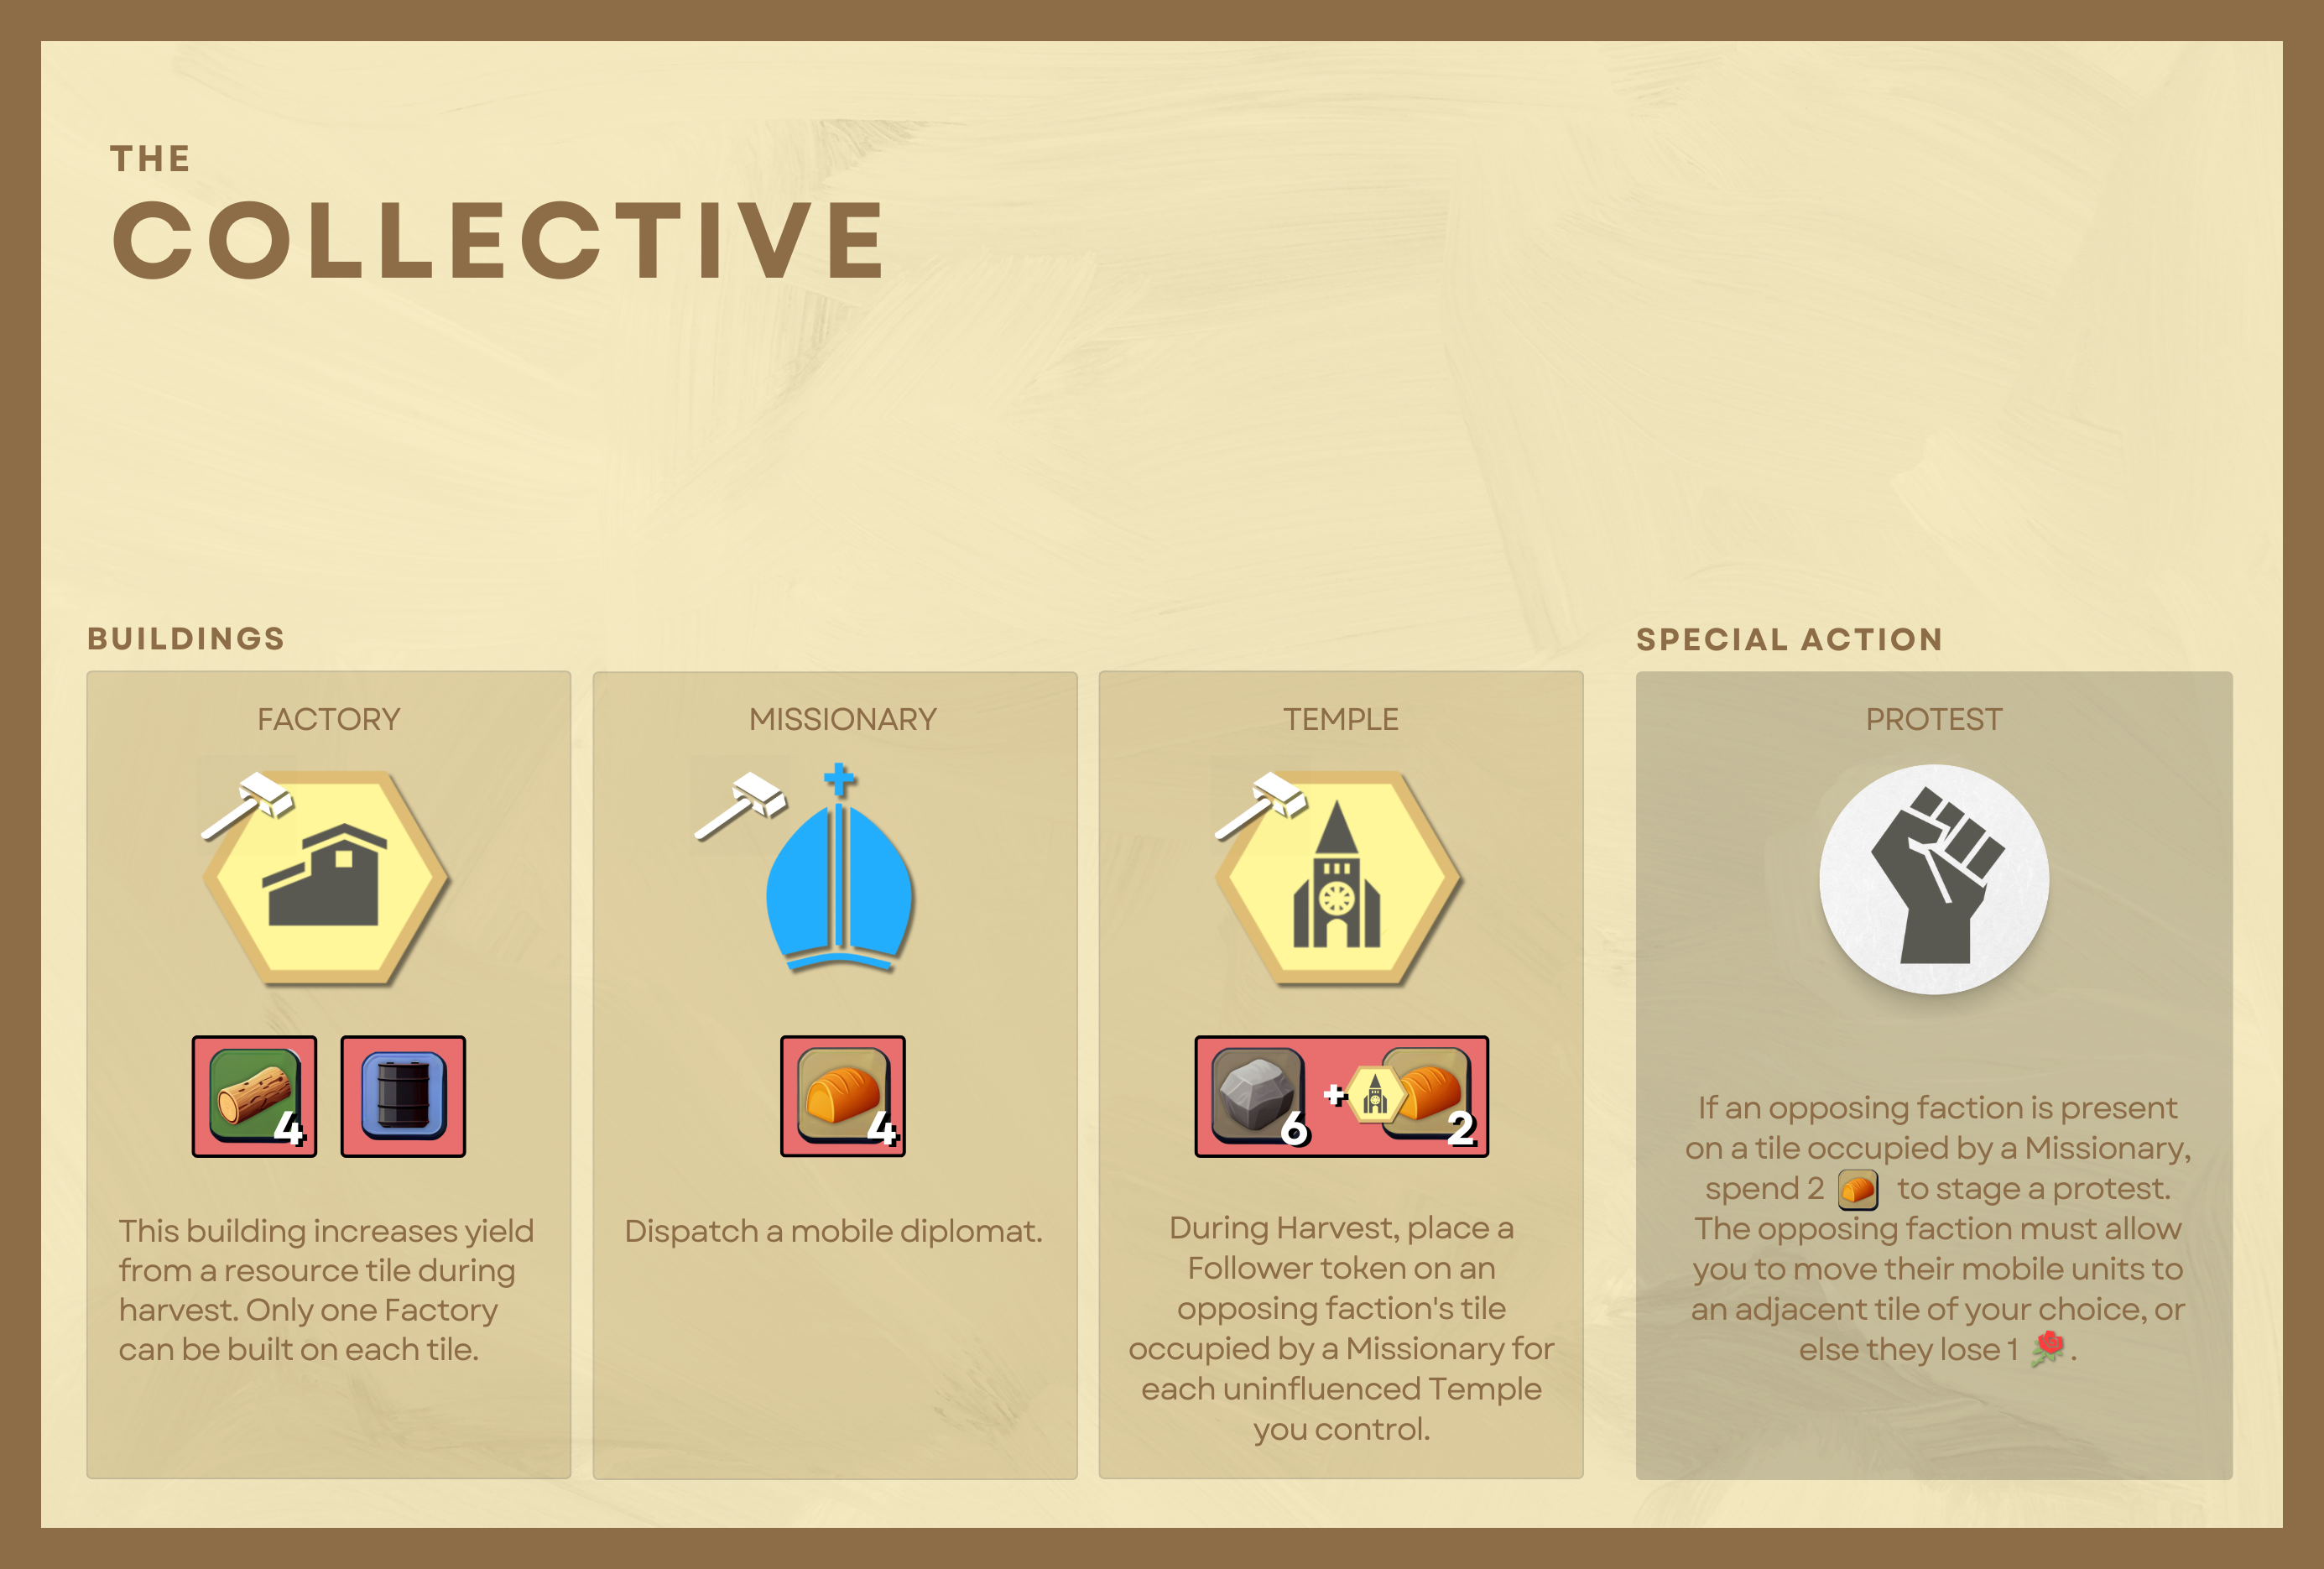 THE
COLLECTIVE
BUILDINGS
FACTORY
4
This building increases yield
from a resource tile during
harvest. Only one Factory
can be built on each tile.
MISSIONARY
4
Dispatch a mobile diplomat.
TEMPLE
6 + 2
During Harvest, place a
Follower token on an
opposing faction's tile
occupied by a Missionary for
each uninfluenced Temple
you control.
SPECIAL ACTION
PROTEST
If an opposing faction is present
on a tile occupied by a Missionary,
spend 2 to stage a protest.
The opposing faction must allow
you to move their mobile units to
an adjacent tile of your choice, or
else they lose 1 .